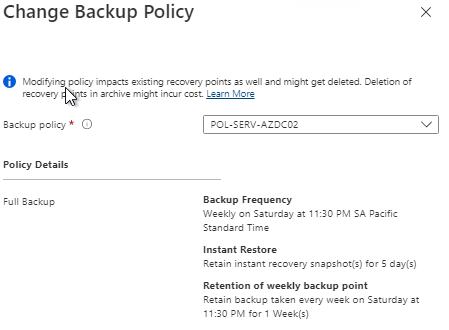 Change Backup Policy
Modifying policy impacts existing recovery points as well and might get deleted. Deletion of
recovery points in archive might incur cost. Learn More
Backup policy *
POL-SERV-AZDC02
Policy Details
Full Backup
Backup Frequency
Weekly on Saturday at 11:30 PM SA Pacific
Standard Time
Instant Restore
Retain instant recovery snapshot(s) for 5 day(s)
Retention of weekly backup point
Retain backup taken every week on Saturday at
11:30 PM for 1 Week(s)